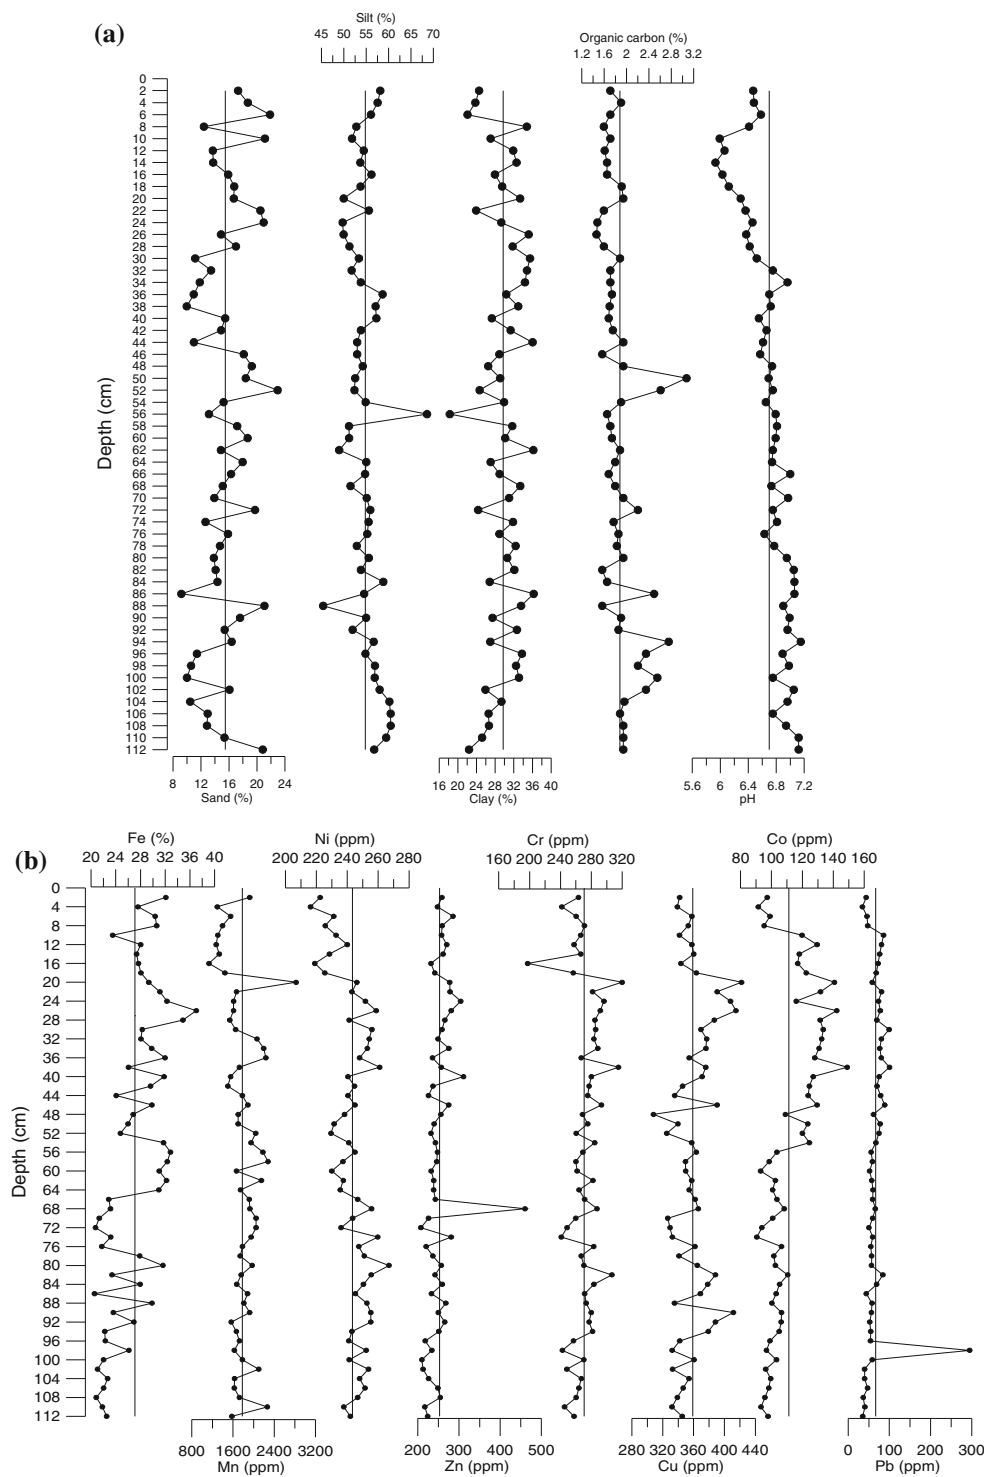 (a)
Silt (%)
45 50 55 60 65 70
Organic carbon (%)
1.2 1.6 2 2.4 2.8 3.2
Depth (cm)
0
2
4
6
8
10
12
14
16
18
20
22
24
26
28
30
32
34
36
38
40
42
44
46
48
50
52
54
56
58
60
62
64
66
68
70
72
74
76
78
80
82
84
86
88
90
92
94
96
98
100
102
104
106
108
110
112
8 12 16 20 24
Sand (%)
16 20 24 28 32 36 40
Clay (%)
5.6 6 6.4 6.8 7.2
pH
(b)
Fe (%)
20 24 28 32 36 40
Ni (ppm)
200 220 240 260 280
Cr (ppm)
160 200 240 280 320
Co (ppm)
80 100 120 140 160
Depth (cm)
0
4
8
12
16
20
24
28
32
36
40
44
48
52
56
60
64
68
72
76
80
84
88
92
96
100
104
108
112
800 1600 2400 3200
Mn (ppm)
200 300 400 500
Zn (ppm)
280 320 360 400 440
Cu (ppm)
0 100 200 300
Pb (ppm)